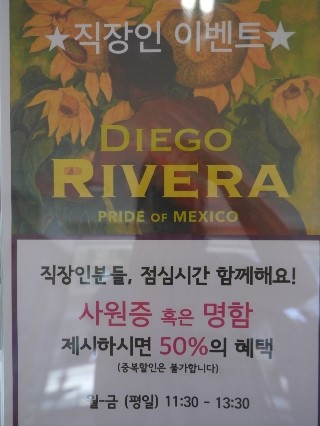 ★직장인 이벤트★
DIEGO
RIVERA
PRIDE OF MEXICO
직장인분들, 점심시간 함께해요!
사원증 혹은 명함
제시하시면 50%의 혜택
(중복할인은 불가합니다)
월-금 (평일) 11:30 - 13:30